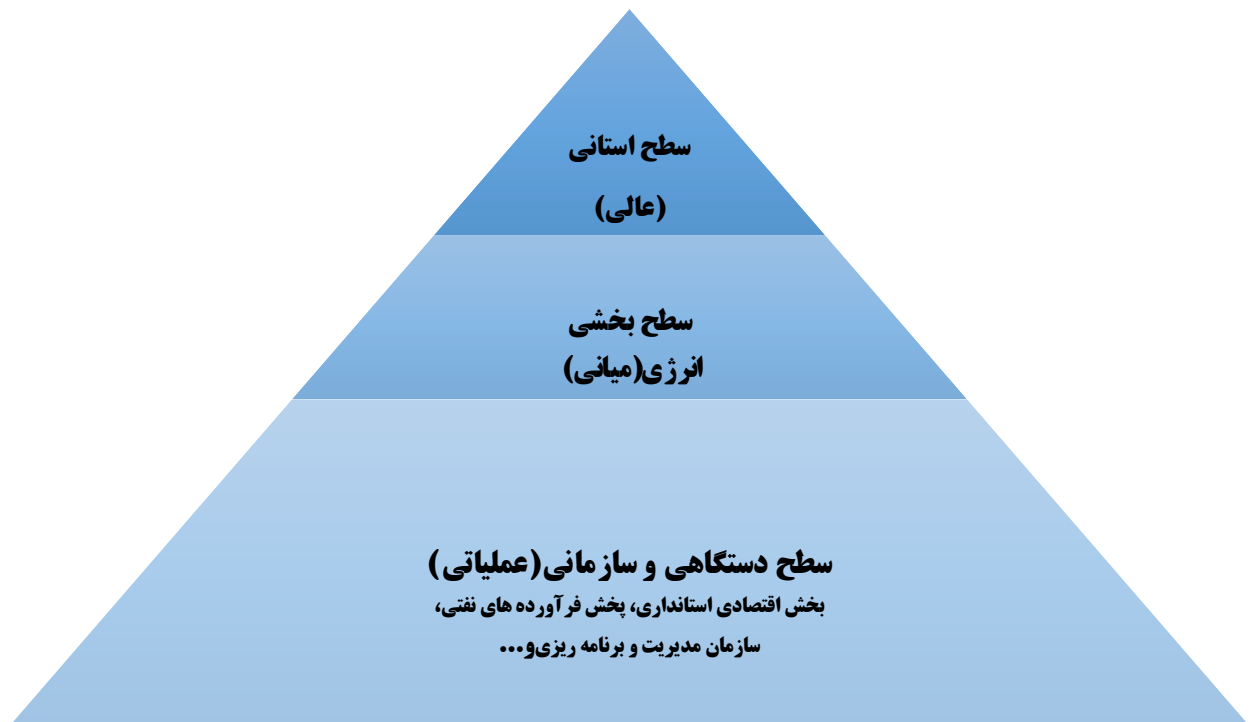 سطح استانی
(عالی)
سطح بخشی
انرژی(میانی)
سطح دستگاهی و سازمانی(عملیاتی)
بخش اقتصادی استانداری، پخش فرآورده های نفتی،
سازمان مدیریت و برنامه ریزی‌و...